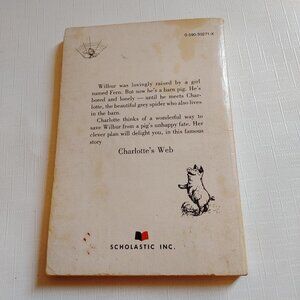 0-590-30271-X
Wilbur was lovingly raised by a girl
named Fern. But now he's a barn pig. He's
bored and lonely — until he meets Char-
lotte, the beautiful grey spider who also lives
in the barn.
Charlotte thinks of a wonderful way to
save Wilbur from a pig's unhappy fate. Her
clever plan will delight you, in this famous
story
Charlotte's Web
SCHOLASTIC INC.